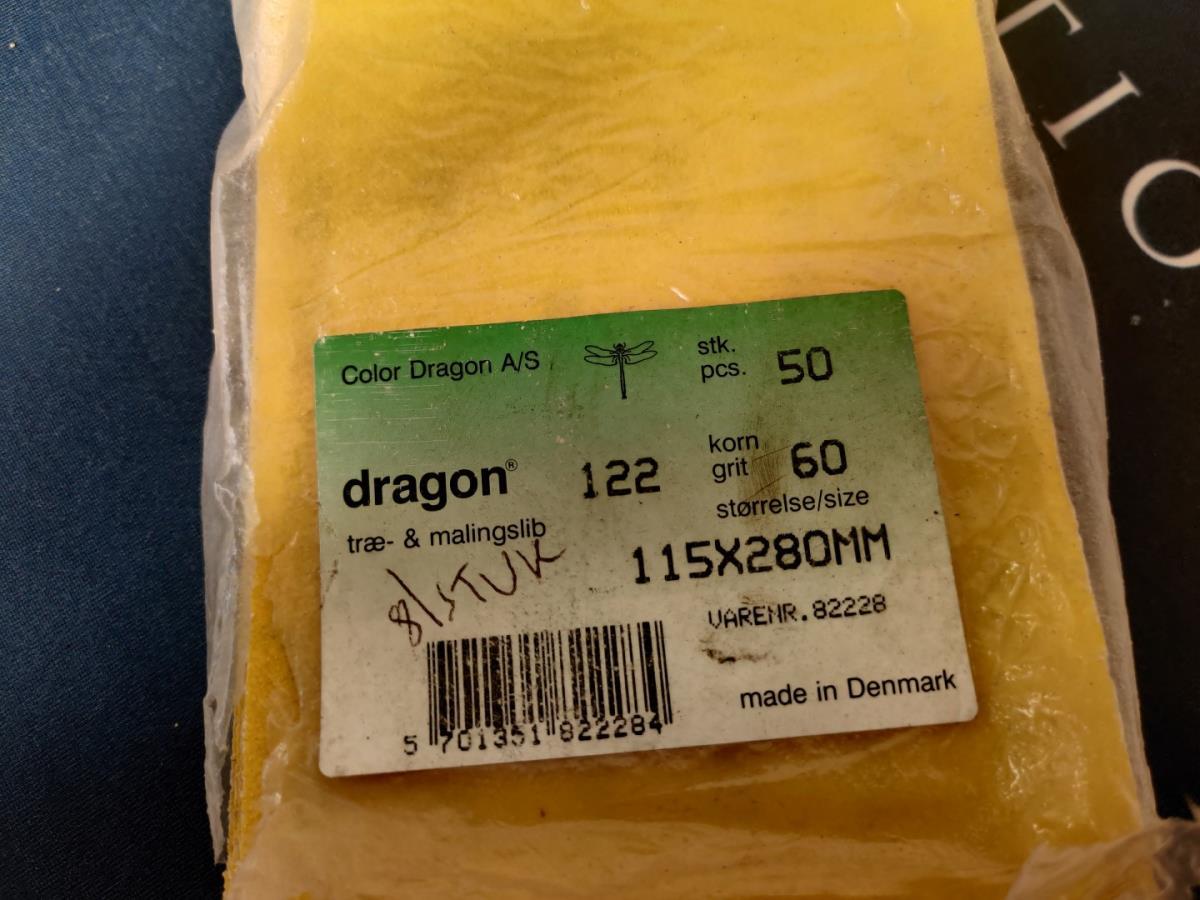 TIO
Color Dragon A/S
stk.
pcs. 50
korn
grit 60
dragon® 122
størrelse/size
træ- & malingslib
115X280MM
8/STUK
VARENR.82228
made in Denmark
5 701351 822284